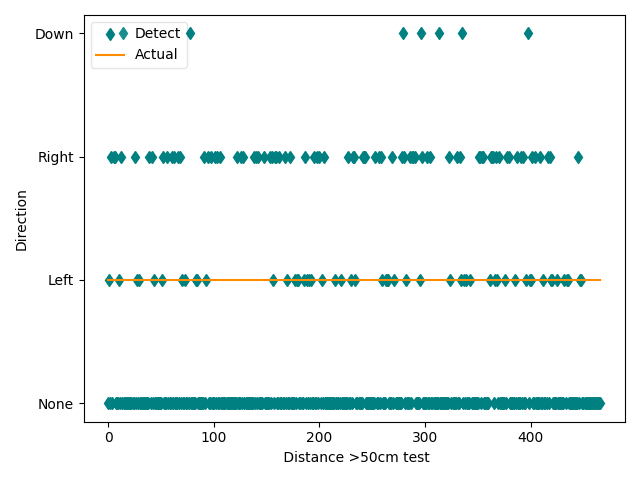 Down
Detect
Actual
Right
Direction
Left
None
0 100 200 300 400
Distance >50cm test